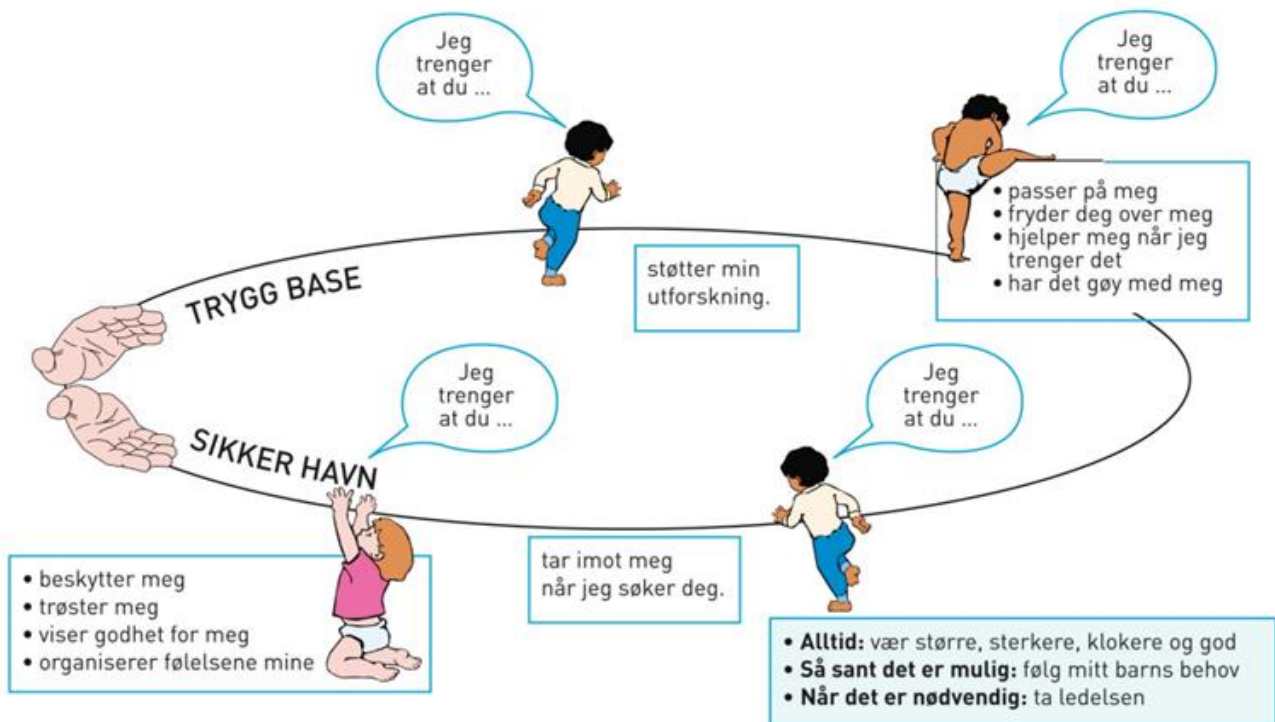 Jeg
trenger
at du ...
Jeg
trenger
at du ...
• passer på meg
• fryder deg over meg
• hjelper meg når jeg
trenger det
• har det gøy med meg
støtter min
utforskning.
TRYGG BASE
SIKKER HAVN
Jeg
trenger
at du ...
Jeg
trenger
at du ...
• beskytter meg
• trøster meg
• viser godhet for meg
• organiserer følelsene mine
tar imot meg
når jeg søker deg.
• Alltid: vær større, sterkere, klokere og god
• Så sant det er mulig: følg mitt barns behov
• Når det er nødvendig: ta ledelsen